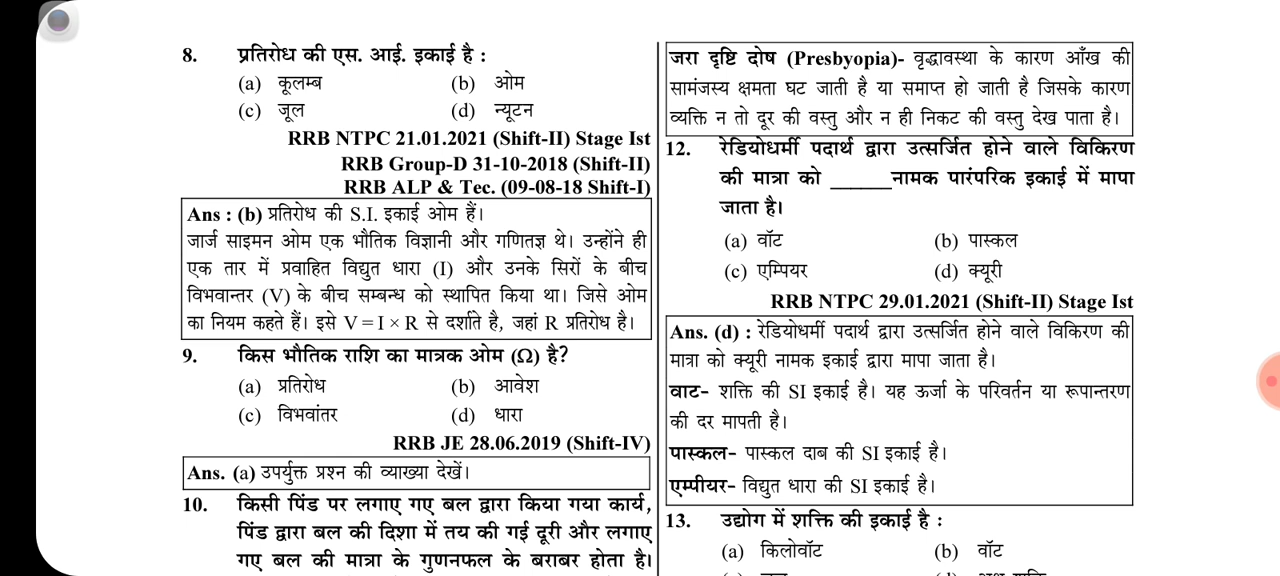 8. प्रतिरोध की एस. आई. इकाई है :
(a) कूलम्ब (b) ओम
(c) जूल (d) न्यूटन
RRB NTPC 21.01.2021 (Shift-II) Stage Ist
RRB Group-D 31-10-2018 (Shift-II)
RRB ALP & Tec. (09-08-18 Shift-I)
Ans : (b) प्रतिरोध की S.I. इकाई ओम हैं।
जार्ज साइमन ओम एक भौतिक विज्ञानी और गणितज्ञ थे। उन्होंने ही
एक तार में प्रवाहित विद्युत धारा (I) और उनके सिरों के बीच
विभवान्तर (V) के बीच सम्बन्ध को स्थापित किया था। जिसे ओम
का नियम कहते हैं। इसे V = I × R से दर्शाते है, जहां R प्रतिरोध है।
9. किस भौतिक राशि का मात्रक ओम (Ω) है?
(a) प्रतिरोध (b) आवेश
(c) विभवांतर (d) धारा
RRB JE 28.06.2019 (Shift-IV)
Ans. (a) उपर्युक्त प्रश्न की व्याख्या देखें।
10. किसी पिंड पर लगाए गए बल द्वारा किया गया कार्य,
पिंड द्वारा बल की दिशा में तय की गई दूरी और लगाए
गए बल की मात्रा के गुणनफल के बराबर होता है।
जरा दृष्टि दोष (Presbyopia)- वृद्धावस्था के कारण आँख की
सामंजस्य क्षमता घट जाती है या समाप्त हो जाती है जिसके कारण
व्यक्ति न तो दूर की वस्तु और न ही निकट की वस्तु देख पाता है।
12. रेडियोधर्मी पदार्थ द्वारा उत्सर्जित होने वाले विकिरण
की मात्रा को ______नामक पारंपरिक इकाई में मापा
जाता है।
(a) वॉट (b) पास्कल
(c) एम्पियर (d) क्यूरी
RRB NTPC 29.01.2021 (Shift-II) Stage Ist
Ans. (d) : रेडियोधर्मी पदार्थ द्वारा उत्सर्जित होने वाले विकिरण की
मात्रा को क्यूरी नामक इकाई द्वारा मापा जाता है।
वाट- शक्ति की SI इकाई है। यह ऊर्जा के परिवर्तन या रूपान्तरण
की दर मापती है।
पास्कल- पास्कल दाब की SI इकाई है।
एम्पीयर- विद्युत धारा की SI इकाई है।
13. उद्योग में शक्ति की इकाई है :
(a) किलोवॉट (b) वॉट